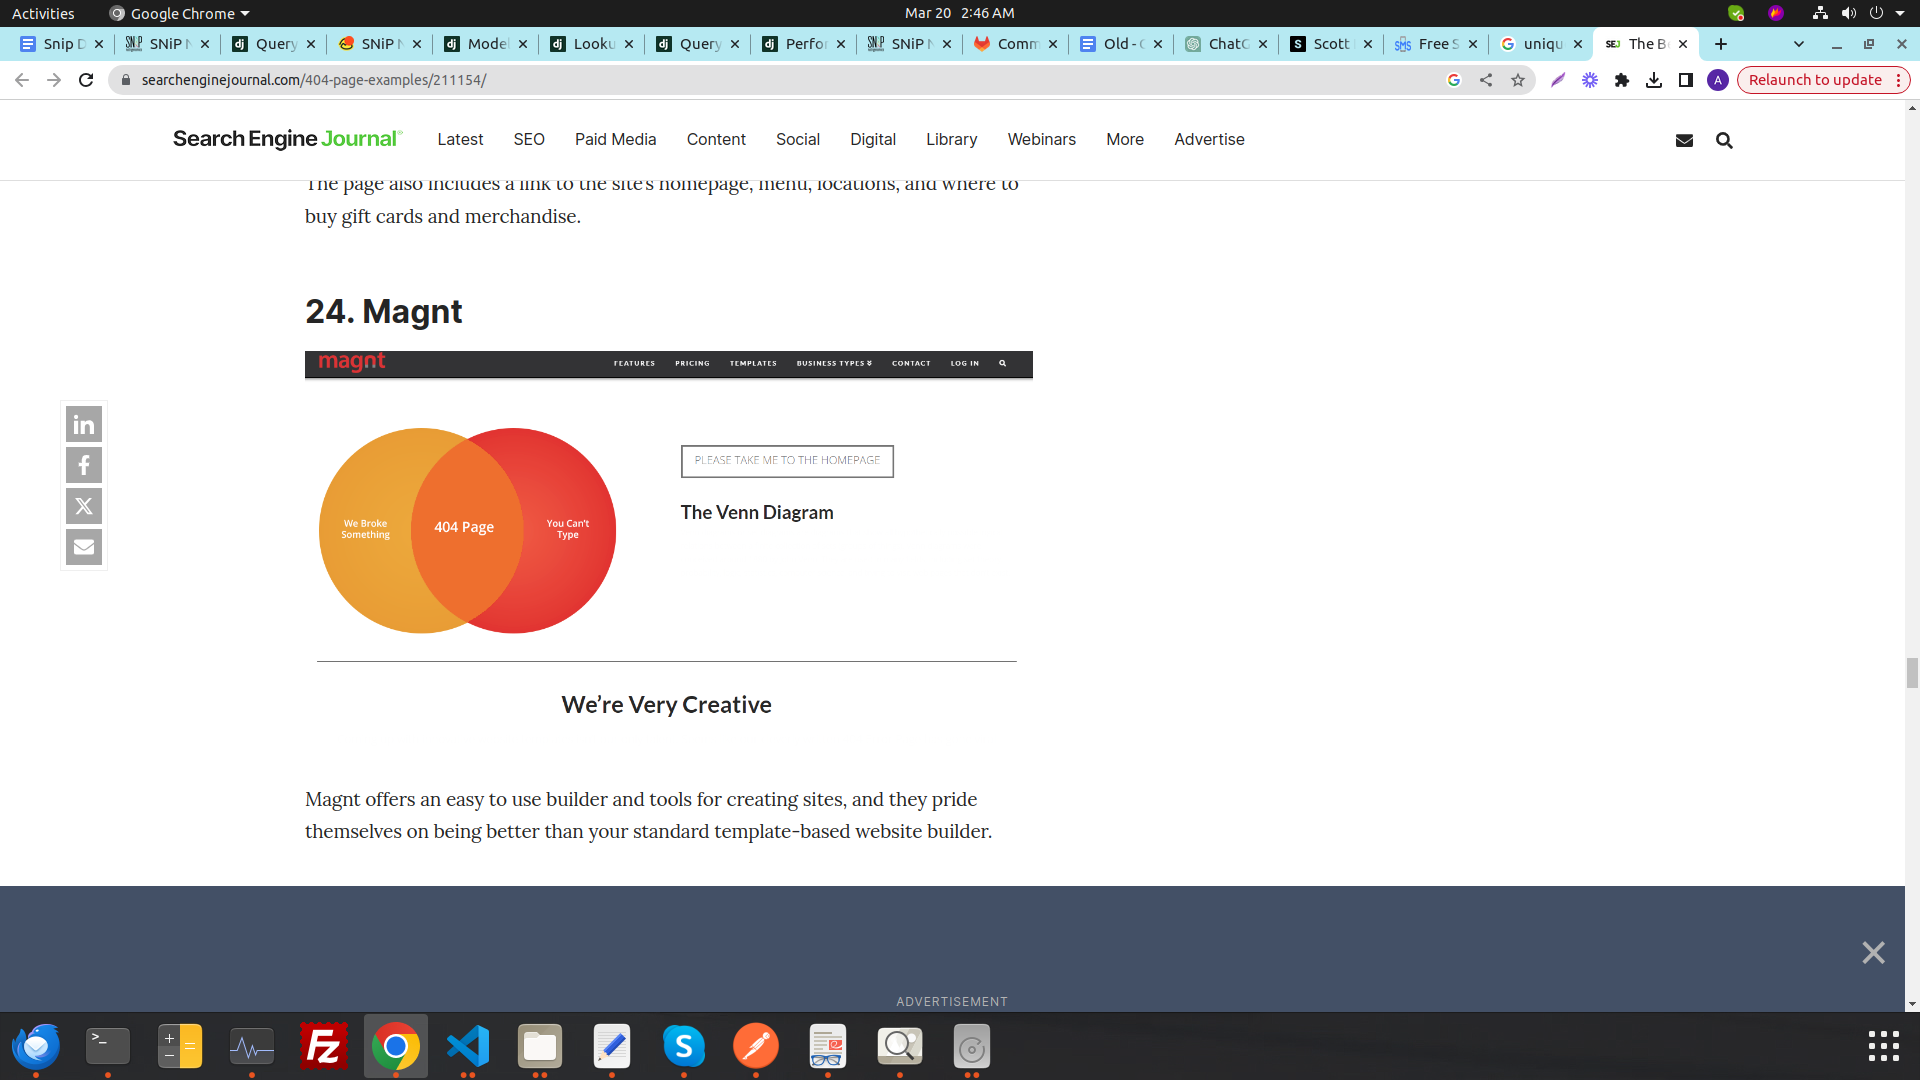 Activities
Google Chrome
Mar 20 2:46 AM
Snip D
SNiP N
Query
SNiP N
Model
Looku
Query
Perfor
SNiP N
Comm
Old - C
ChatG
Scott
Free S
uniqu
The Be
searchenginejournal.com/404-page-examples/211154/
A
Relaunch to update
Search Engine Journal
Latest
SEO
Paid Media
Content
Social
Digital
Library
Webinars
More
Advertise
The page also includes a link to the site's homepage, menu, locations, and where to
buy gift cards and merchandise.
24. Magnt
magnt
FEATURES
PRICING
TEMPLATES
BUSINESS TYPES
CONTACT
LOG IN
We Broke
Something
404 Page
You Can't
Type
PLEASE TAKE ME TO THE HOMEPAGE
The Venn Diagram
We’re Very Creative
Magnt offers an easy to use builder and tools for creating sites, and they pride
themselves on being better than your standard template-based website builder.
ADVERTISEMENT